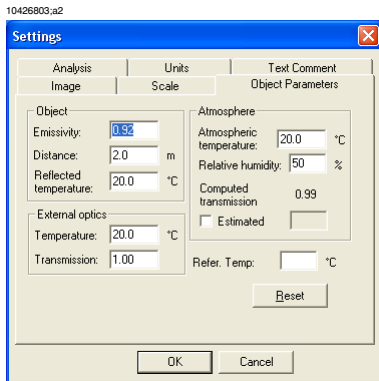 10426803;a2
Settings
Analysis Units Text Comment
Image Scale Object Parameters
Object
Emissivity: 0.92
Distance: 2.0 m
Reflected temperature: 20.0 °C
External optics
Temperature: 20.0 °C
Transmission: 1.00
Atmosphere
Atmospheric temperature: 20.0 °C
Relative humidity: 50 %
Computed transmission 0.99
Estimated
Refer. Temp: °C
Reset
OK Cancel